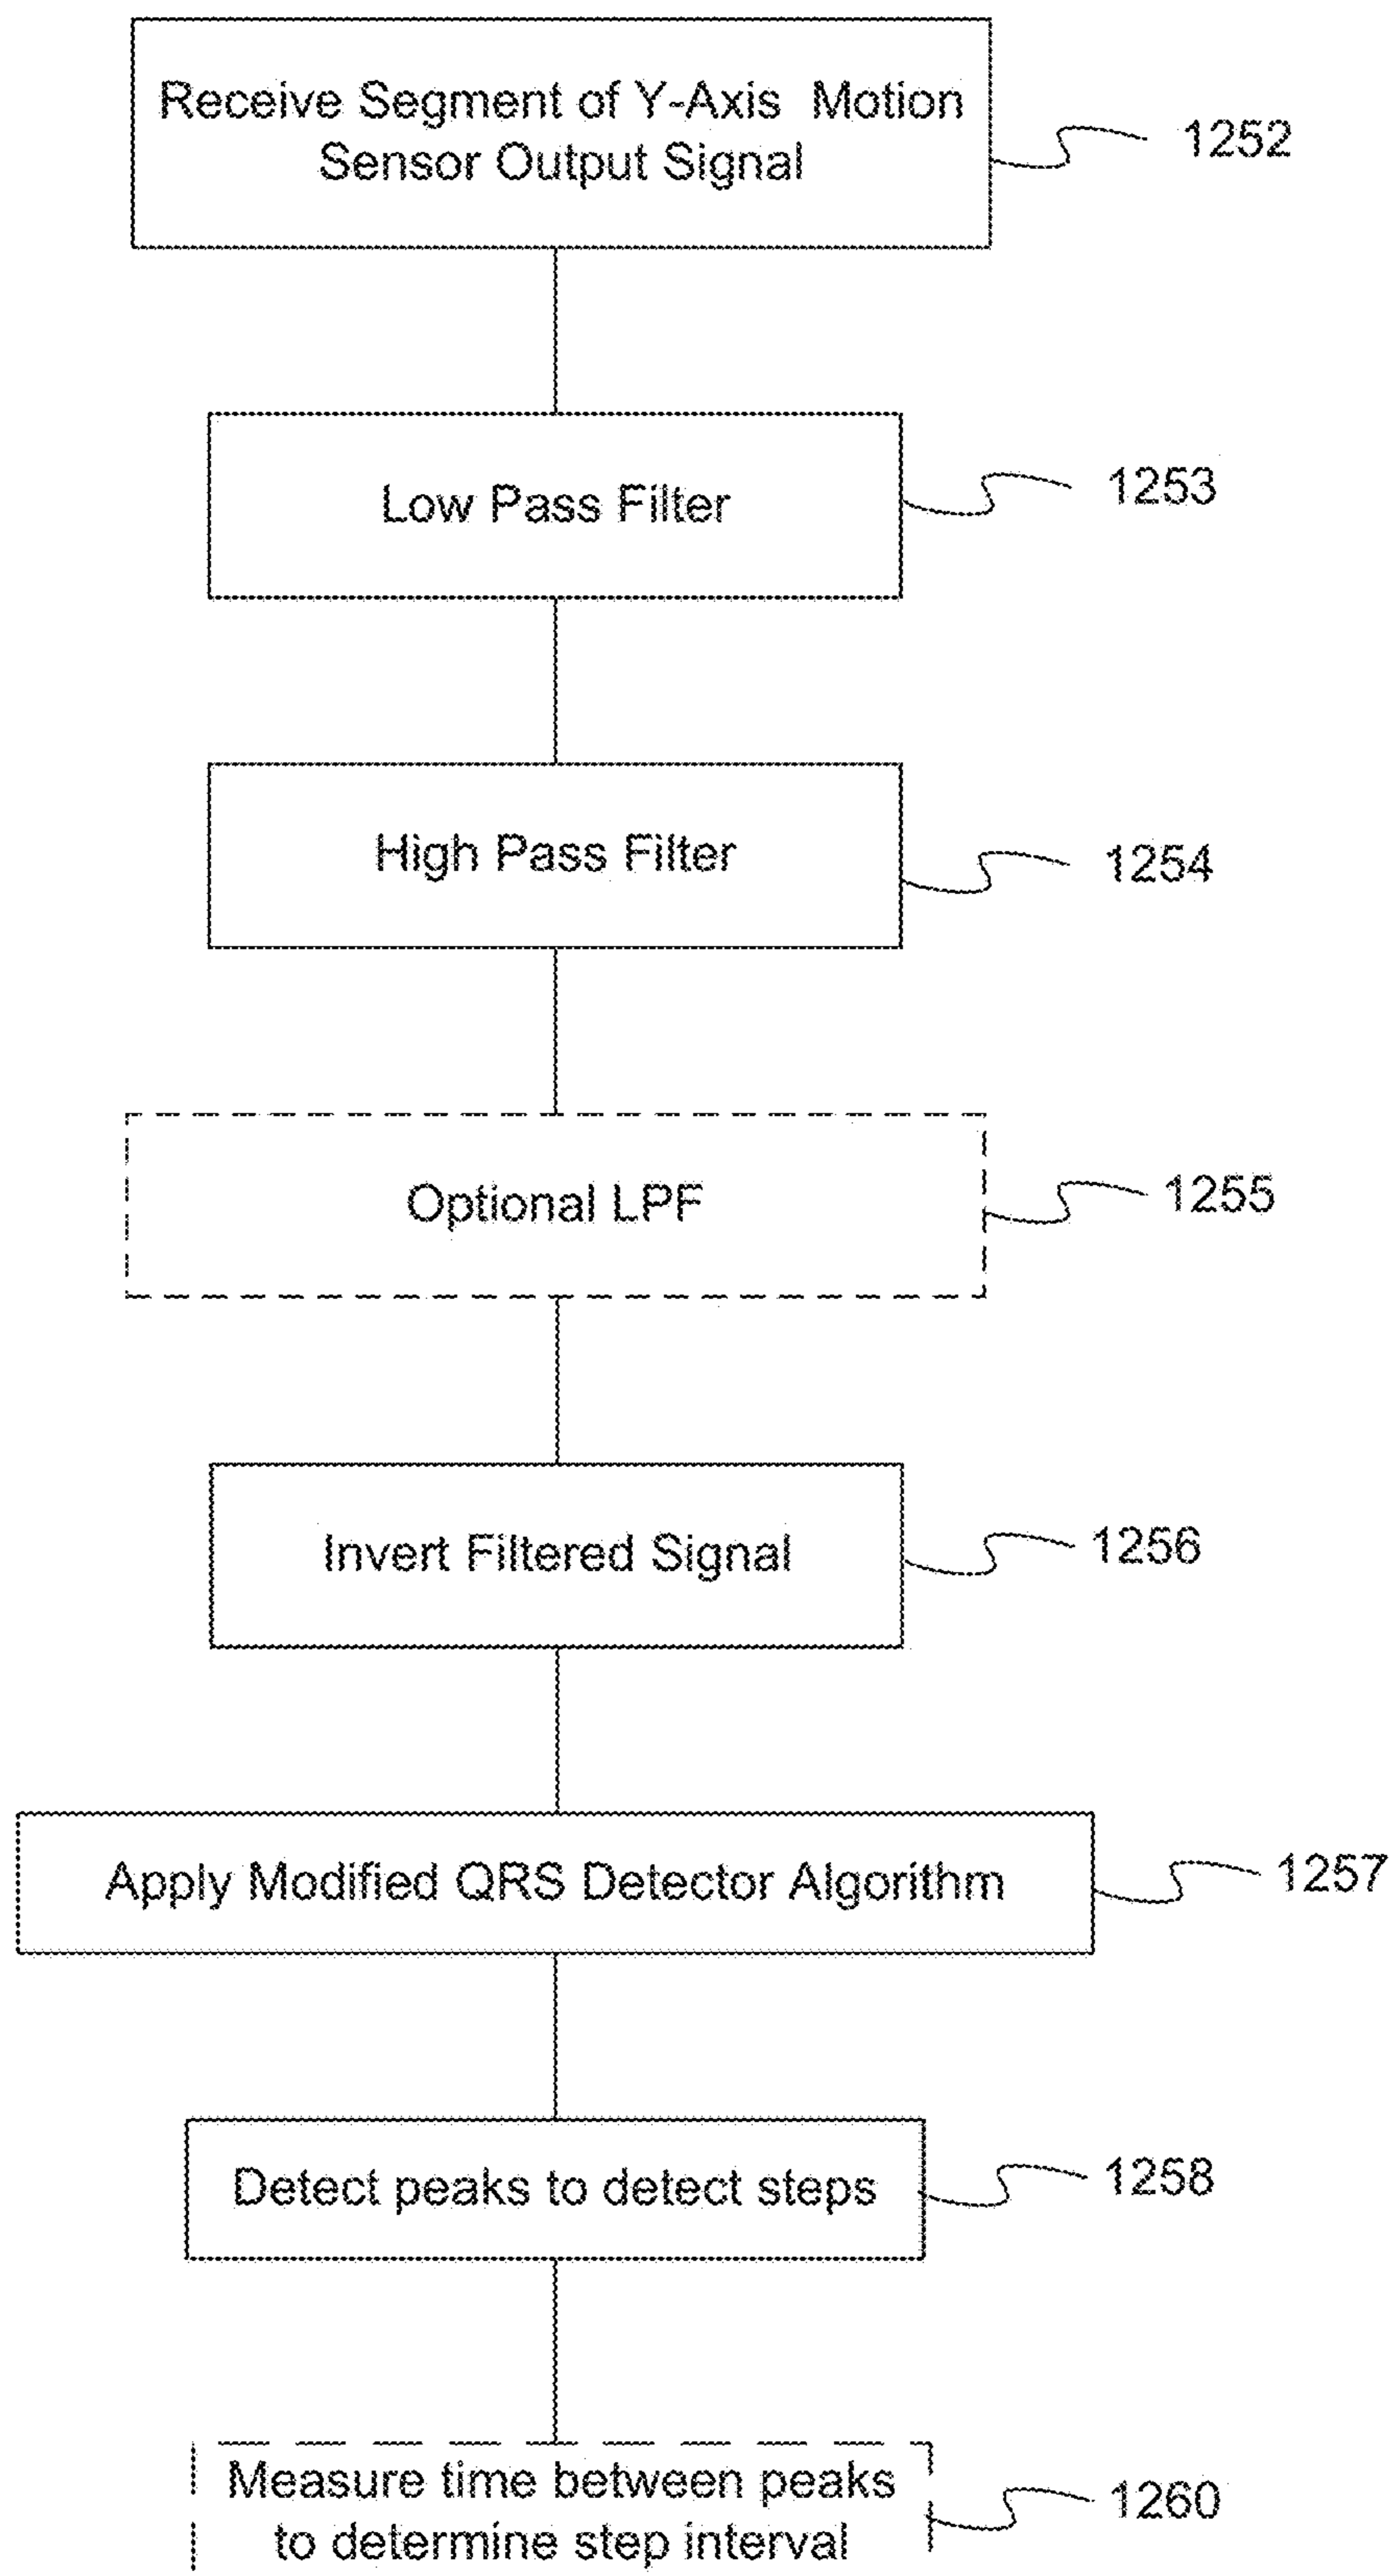 Receive Segment of Y-Axis Motion
Sensor Output Signal
1252
Low Pass Filter
1253
High Pass Filter
1254
Optional LPF
1255
Invert Filtered Signal
1256
Apply Modified QRS Detector Algorithm
1257
Detect peaks to detect steps
1258
Measure time between peaks
to determine step interval
1260